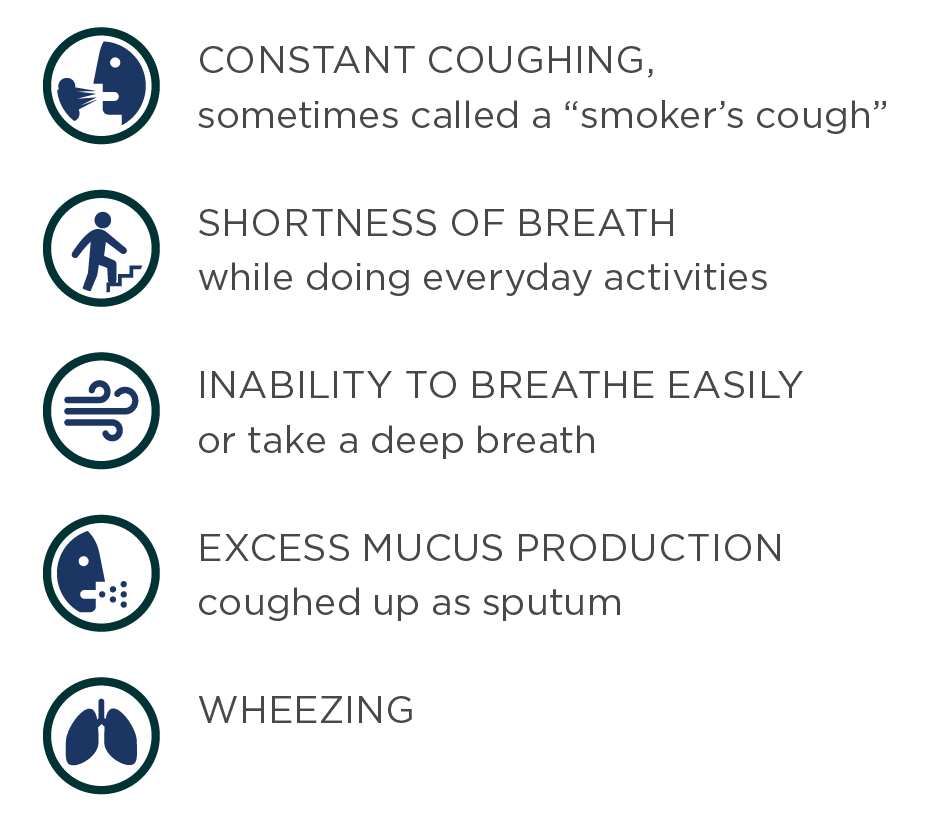 CONSTANT COUGHING,
sometimes called a “smoker’s cough”
SHORTNESS OF BREATH
while doing everyday activities
INABILITY TO BREATHE EASILY
or take a deep breath
EXCESS MUCUS PRODUCTION
coughed up as sputum
WHEEZING